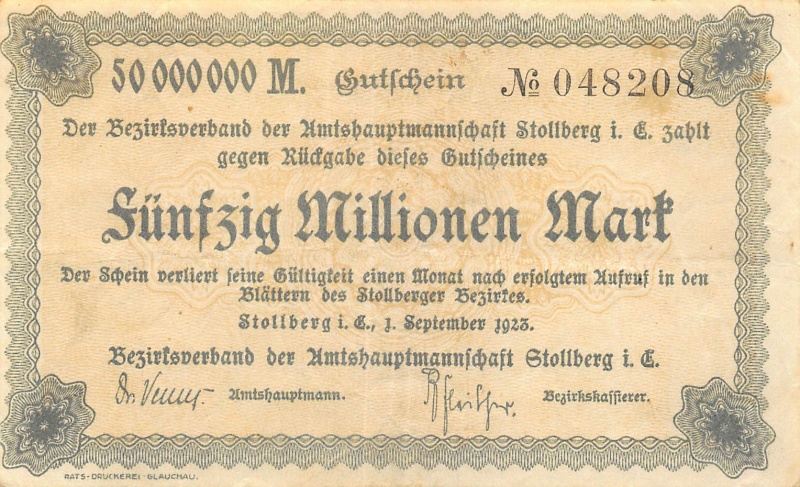 50 000 000 M. Gutschein № 048208
Der Bezirksverband der Amtshauptmannschaft Stollberg i. E. zahlt
gegen Rückgabe dieses Gutscheines
Fünfzig Millionen Mark
Der Schein verliert seine Gültigkeit einen Monat nach erfolgtem Aufruf in den
Blättern des Stollberger Bezirkes.
Stollberg i. E., 1. September 1923.
Bezirksverband der Amtshauptmannschaft Stollberg i. E.
Dr. Amtshauptmann. Bezirkskassierer.
RATS-DRUCKEREI GLAUCHAU.